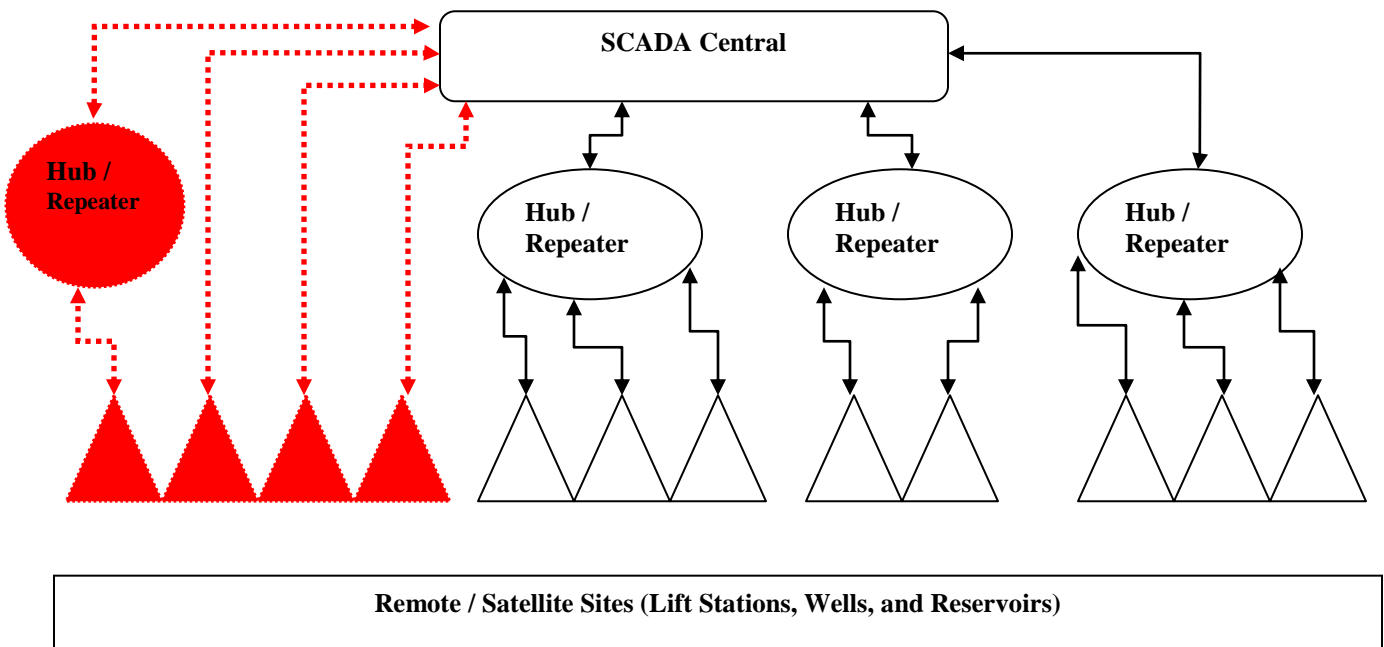 SCADA Central
Hub /
Repeater
Hub /
Repeater
Hub /
Repeater
Hub /
Repeater
Remote / Satellite Sites (Lift Stations, Wells, and Reservoirs)